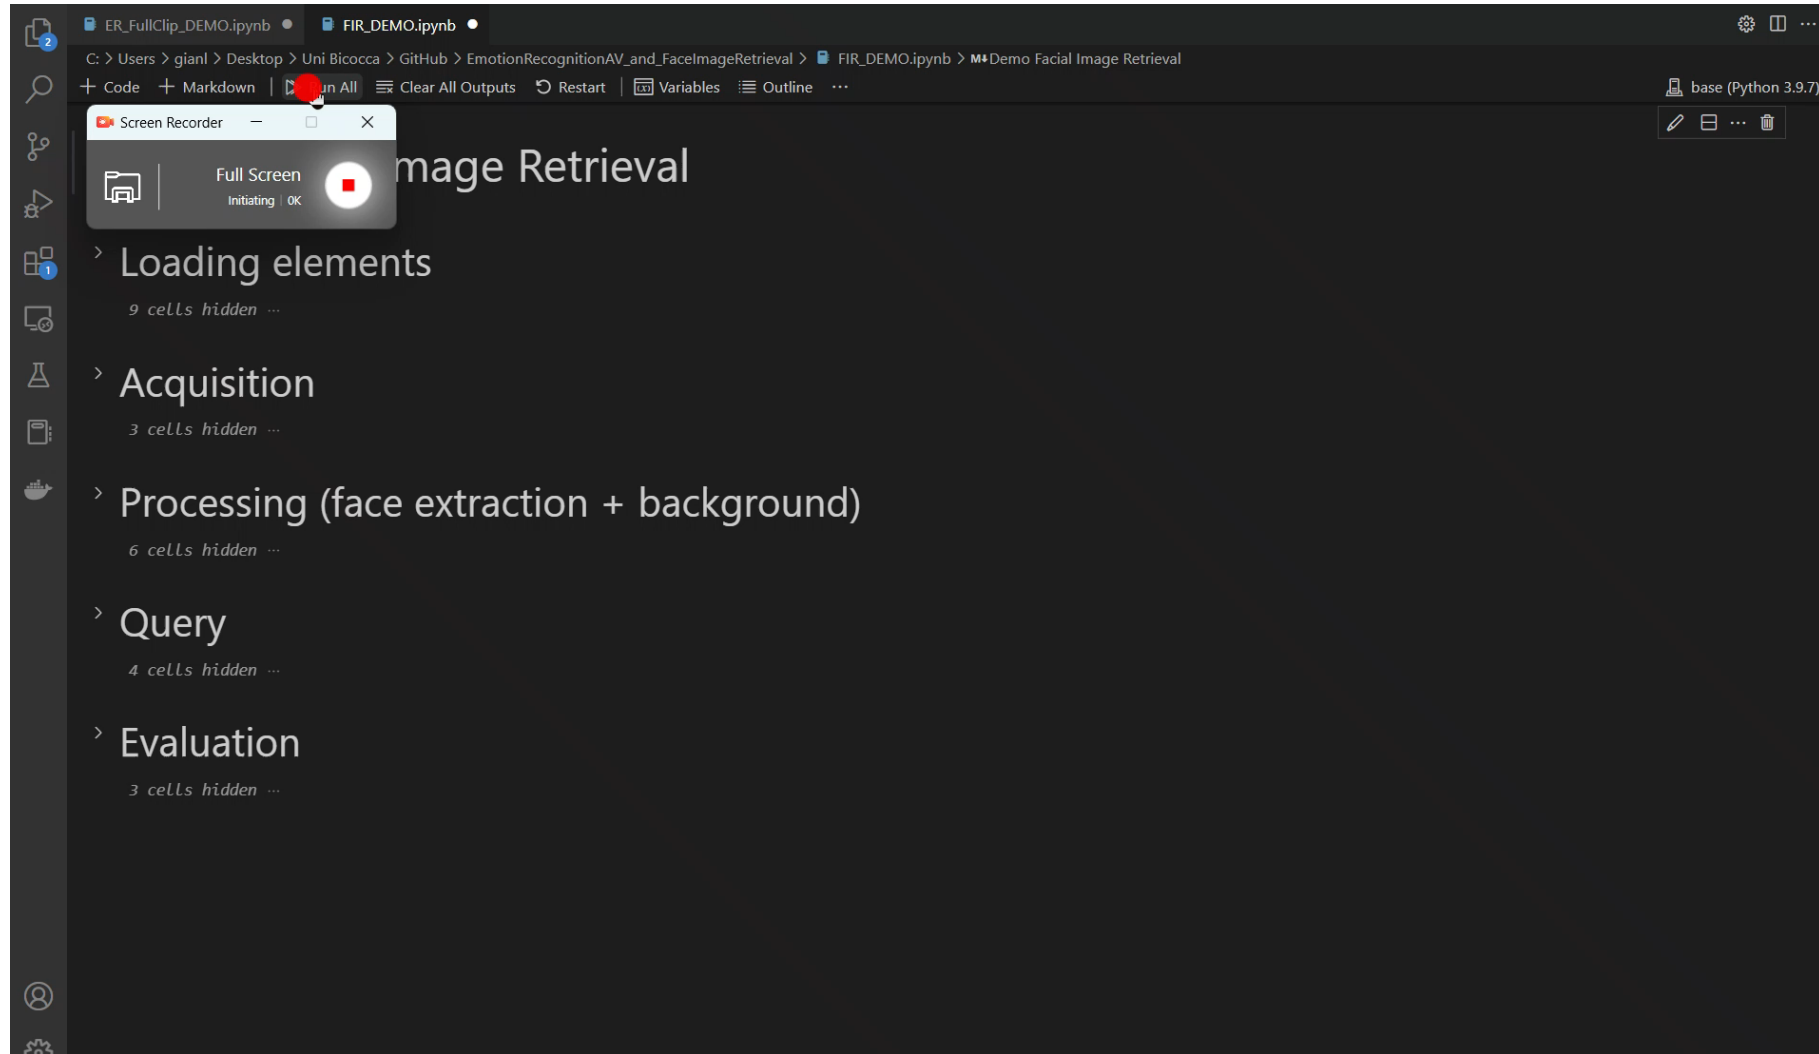 2
ER_FullClip_DEMO.ipynb
FIR_DEMO.ipynb
C: > Users > gianl > Desktop > Uni Bicocca > GitHub > EmotionRecognitionAV_and_FaceImageRetrieval > FIR_DEMO.ipynb > M↓Demo Facial Image Retrieval
+ Code + Markdown un All Clear All Outputs Restart Variables Outline ···
base (Python 3.9.7)
Screen Recorder
Full Screen
Initiating | 0K
mage Retrieval
1
Loading elements
9 cells hidden ···
Acquisition
3 cells hidden ···
Processing (face extraction + background)
6 cells hidden ···
Query
4 cells hidden ···
Evaluation
3 cells hidden ···